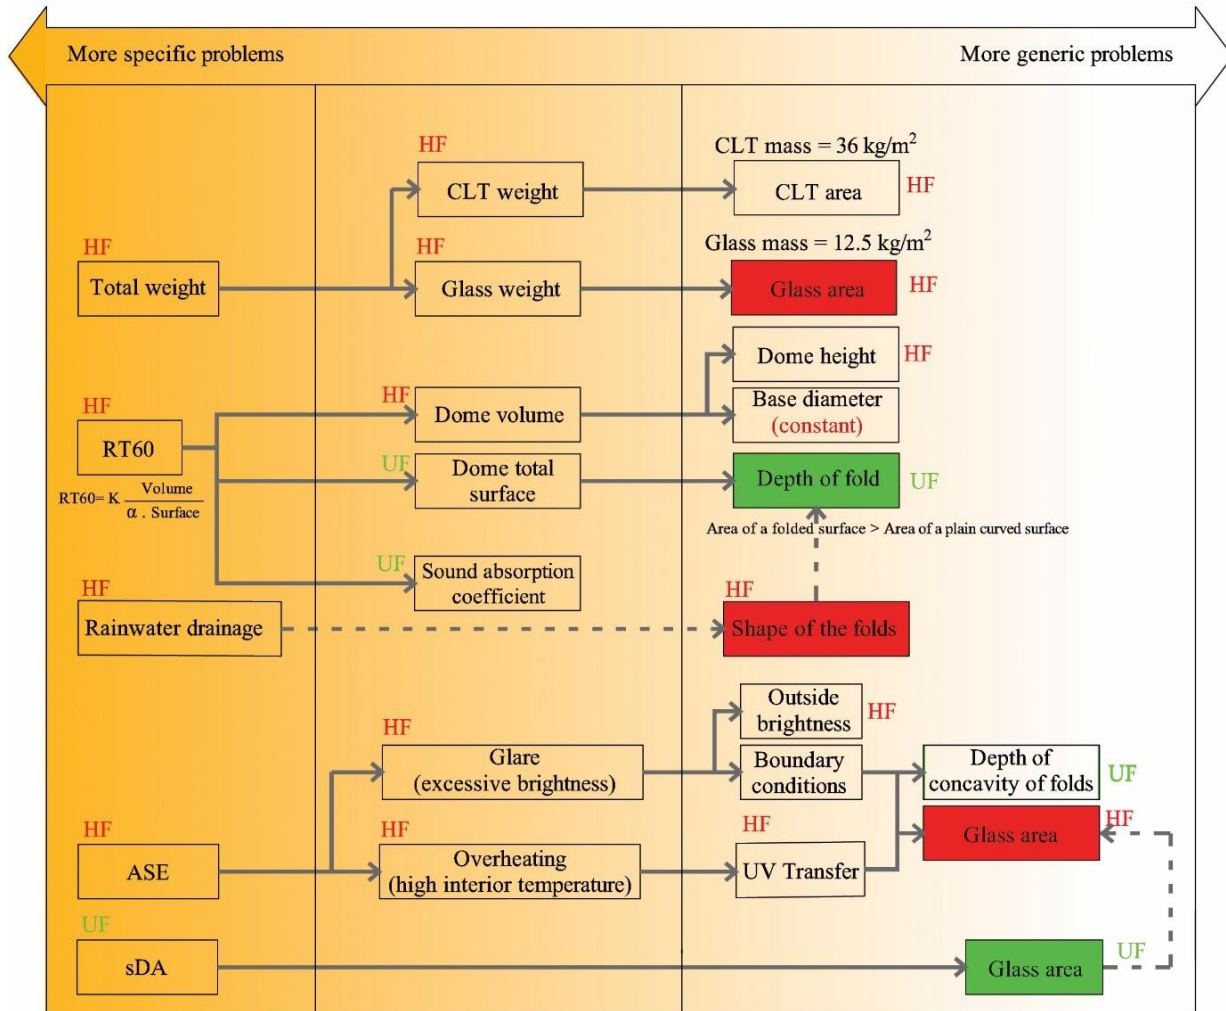 More specific problems
More generic problems
HF
CLT mass = 36 kg/m²
CLT weight
CLT area
HF
HF
HF
Glass mass = 12.5 kg/m²
Total weight
Glass weight
Glass area
HF
Dome height
HF
HF
HF
Dome volume
Base diameter
(constant)
RT60
UF
Dome total
surface
Depth of fold
UF
RT60= K Volume / α . Surface
Area of a folded surface > Area of a plain curved surface
UF
Sound absorption
coefficient
HF
HF
Rainwater drainage
Shape of the folds
Outside
brightness
HF
HF
Glare
(excessive brightness)
Boundary
conditions
Depth of
concavity of folds
UF
HF
HF
HF
Glass area
HF
ASE
Overheating
(high interior temperature)
UV Transfer
UF
sDA
Glass area
UF